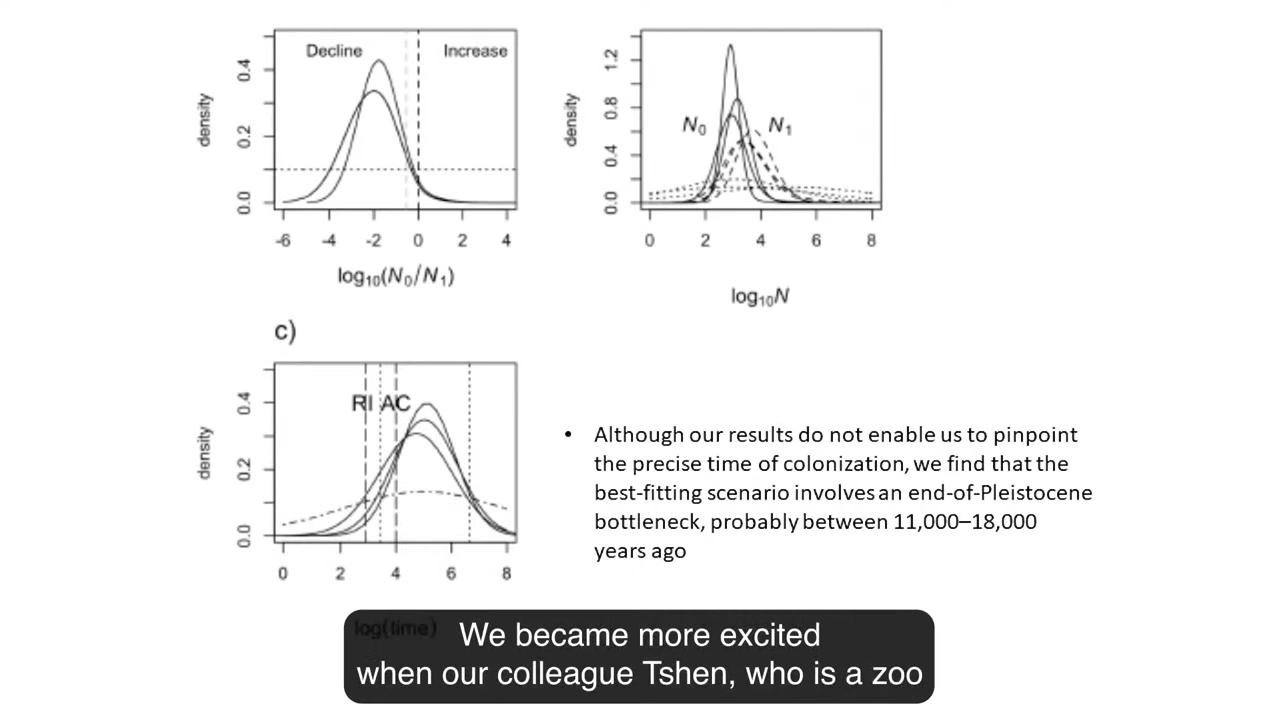 Decline Increase
density
0.0 0.2 0.4
-6 -4 -2 0 2 4
log10(N0/N1)
N0 N1
density
0.0 0.4 0.8 1.2
0 2 4 6 8
log10N
c)
RI AC
density
0.0 0.2 0.4
0 2 4 6 8
log(time)
• Although our results do not enable us to pinpoint
the precise time of colonization, we find that the
best-fitting scenario involves an end-of-Pleistocene
bottleneck, probably between 11,000–18,000
years ago
We became more excited
when our colleague Tshen, who is a zoo